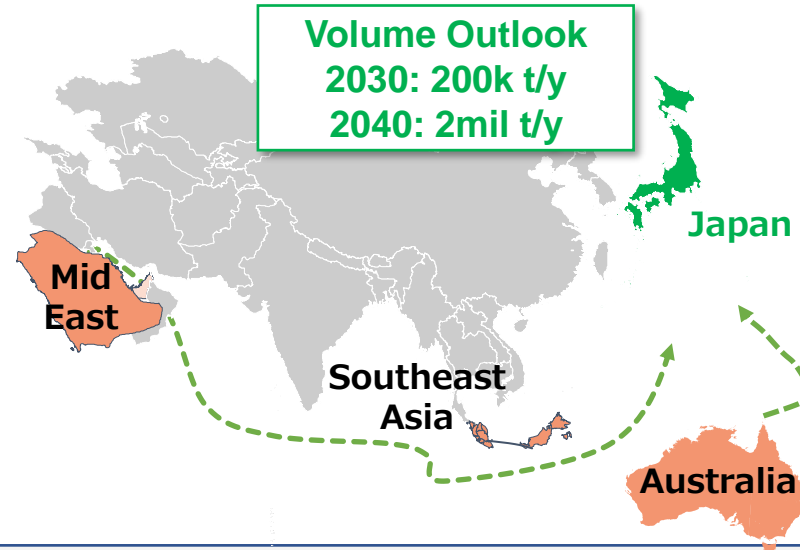 Volume Outlook
2030: 200k t/y
2040: 2mil t/y
Japan
Mid
East
Southeast
Asia
Australia